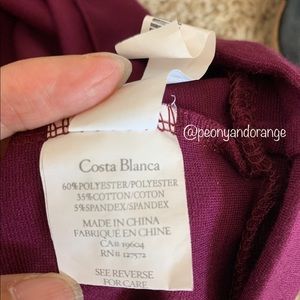 @peonyandorange
Costa Blanca
60%POLYESTER/POLYESTER
35%COTTON/COTON
5%SPANDEX/SPANDEX
MADE IN CHINA
FABRIQUÉ EN CHINE
CA# 19604
RN# 127572
SEE REVERSE
FOR CARE